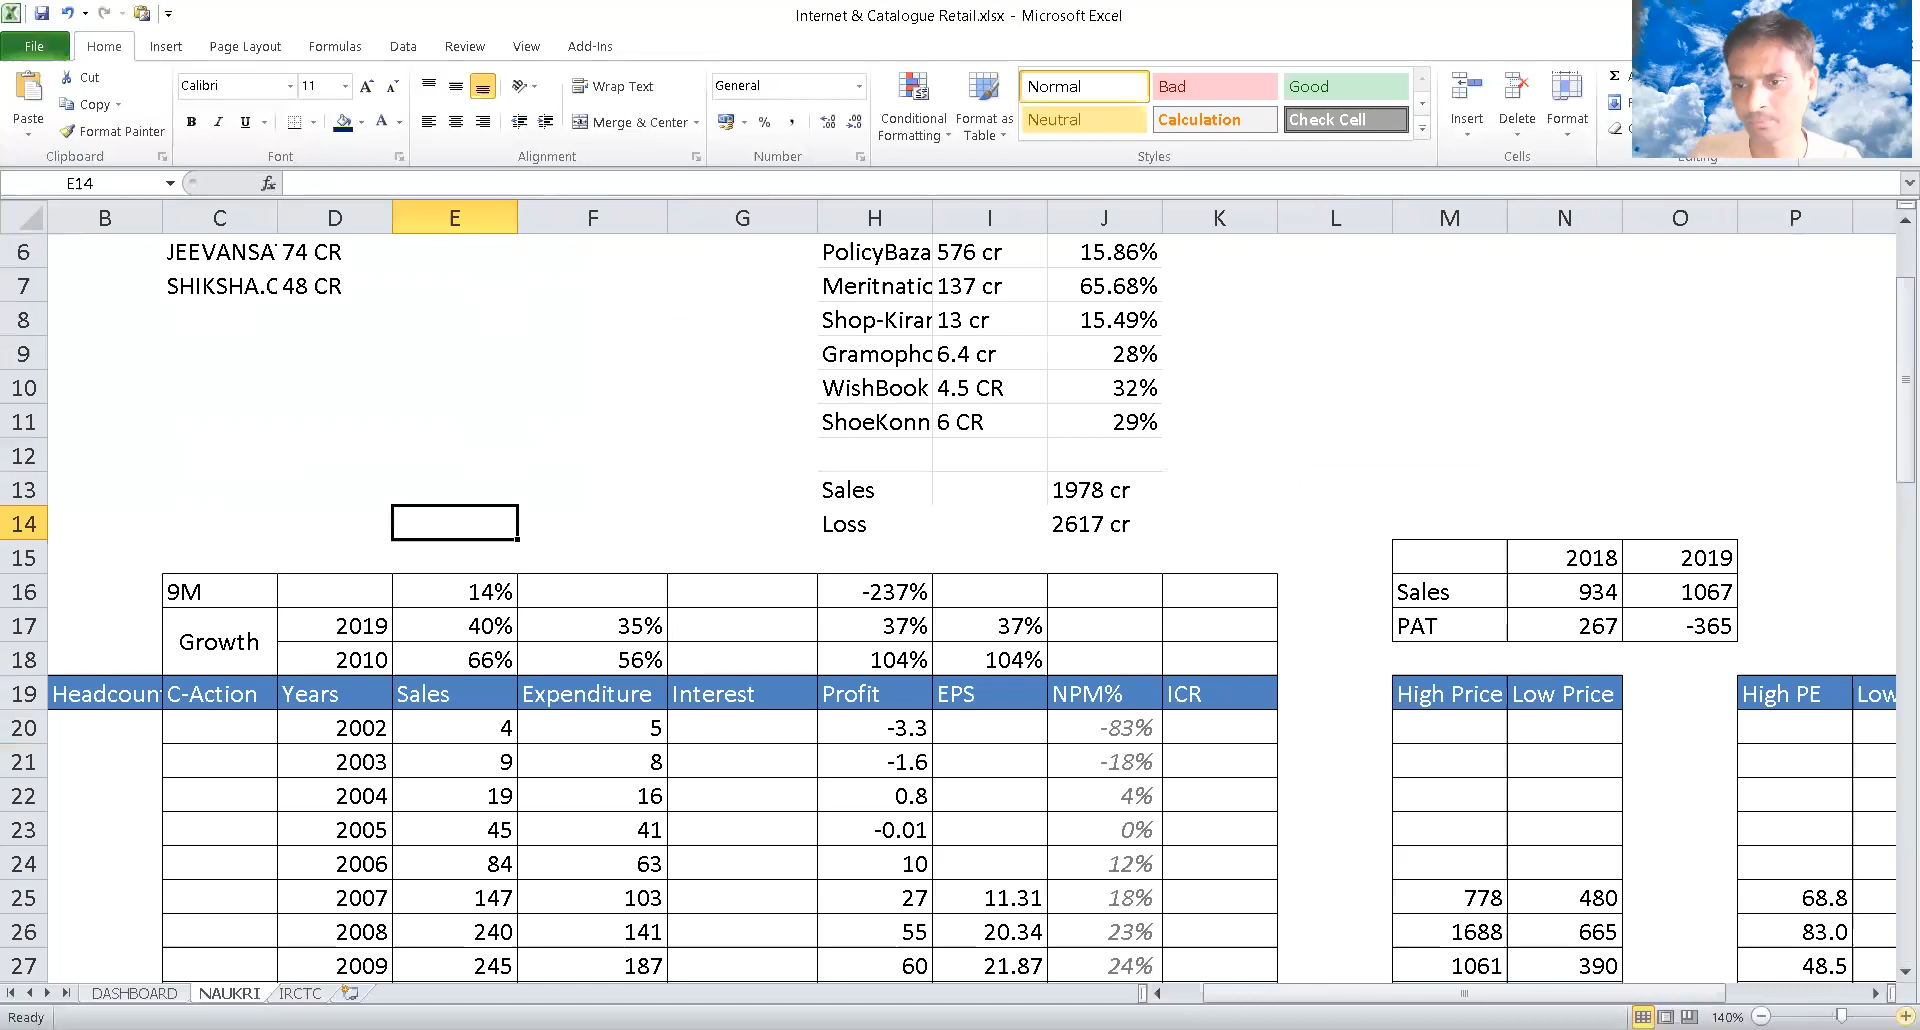 Internet & Catalogue Retail.xlsx - Microsoft Excel
File Home Insert Page Layout Formulas Data Review View Add-Ins
Paste
Cut
Copy
Format Painter
Clipboard
Calibri 11
B I U
Font
Wrap Text
Merge & Center
Alignment
General
Number
Conditional Formatting
Format as Table
Normal Bad Good
Neutral Calculation Check Cell
Styles
Insert Delete Format
Cells
Σ
E14 fx
B C D E F G H I J K L M N O P
6 JEEVANSA 74 CR PolicyBaza 576 cr 15.86%
7 SHIKSHA.C 48 CR Meritnatic 137 cr 65.68%
8 Shop-Kirar 13 cr 15.49%
9 Gramophc 6.4 cr 28%
10 WishBook 4.5 CR 32%
11 ShoeKonn 6 CR 29%
12
13 Sales 1978 cr
14 Loss 2617 cr
15 2018 2019
16 9M 14% -237% Sales 934 1067
17 Growth 2019 40% 35% 37% 37% PAT 267 -365
18 2010 66% 56% 104% 104%
19 Headcount C-Action Years Sales Expenditure Interest Profit EPS NPM% ICR High Price Low Price High PE Low
20 2002 4 5 -3.3 -83%
21 2003 9 8 -1.6 -18%
22 2004 19 16 0.8 4%
23 2005 45 41 -0.01 0%
24 2006 84 63 10 12%
25 2007 147 103 27 11.31 18% 778 480 68.8
26 2008 240 141 55 20.34 23% 1688 665 83.0
27 2009 245 187 60 21.87 24% 1061 390 48.5
DASHBOARD NAUKRI IRCTC
Ready 140%